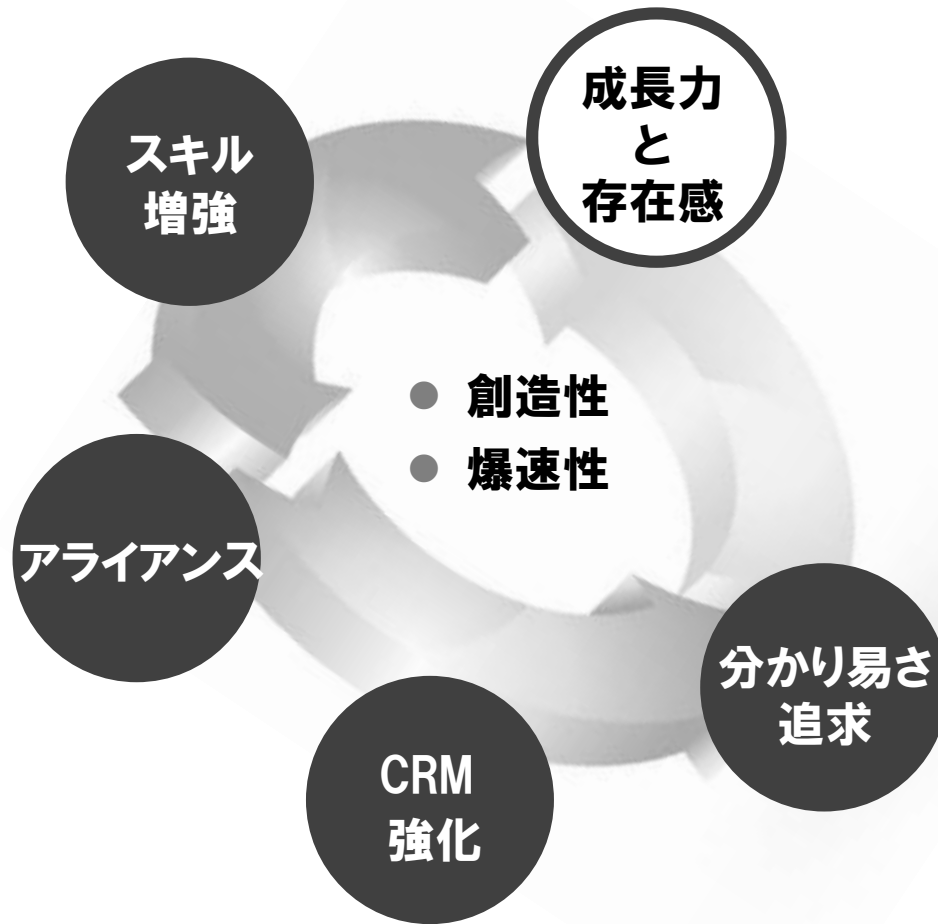 成長力
と
存在感
スキル
増強
● 創造性
● 爆速性
アライアンス
分かり易さ
追求
CRM
強化